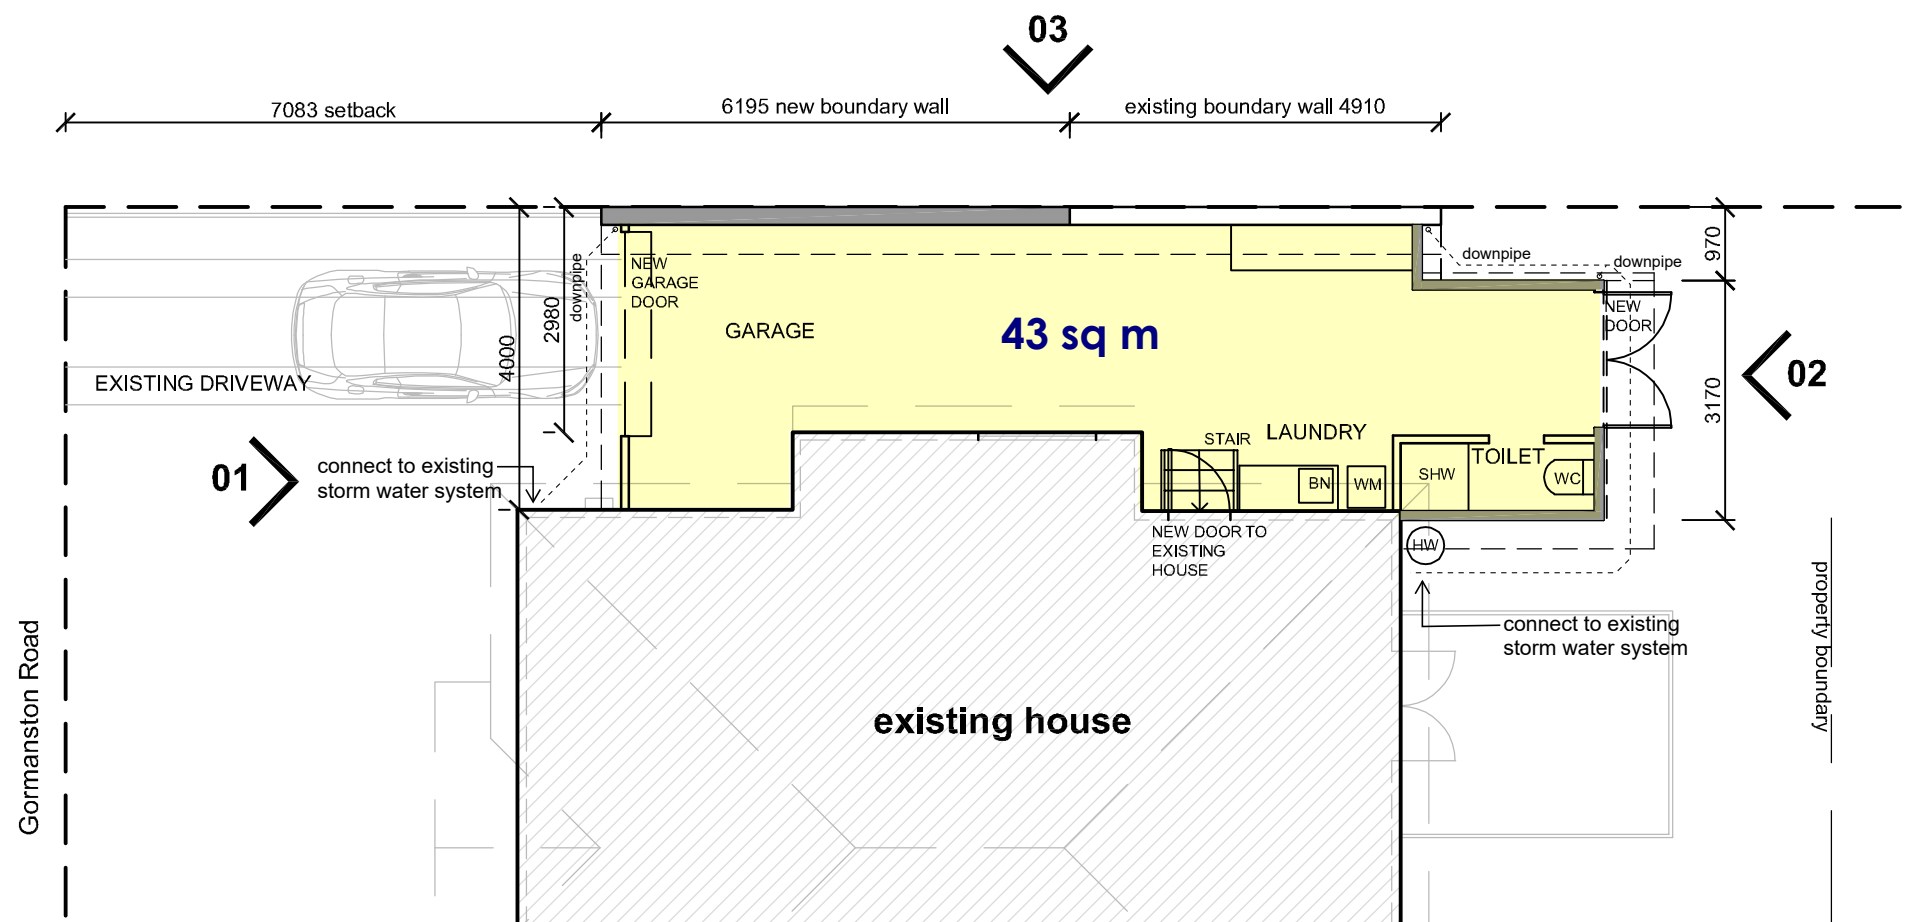 03
7083 setback
6195 new boundary wall
existing boundary wall 4910
970
downpipe
downpipe
downpipe
NEW
GARAGE
DOOR
2980
4000
GARAGE
43 sq m
NEW
DOOR
02
3170
EXISTING DRIVEWAY
01
connect to existing
storm water system
STAIR
LAUNDRY
TOILET
BN
WM
SHW
WC
NEW DOOR TO
EXISTING
HOUSE
HW
connect to existing
storm water system
property boundary
Gormanston Road
existing house